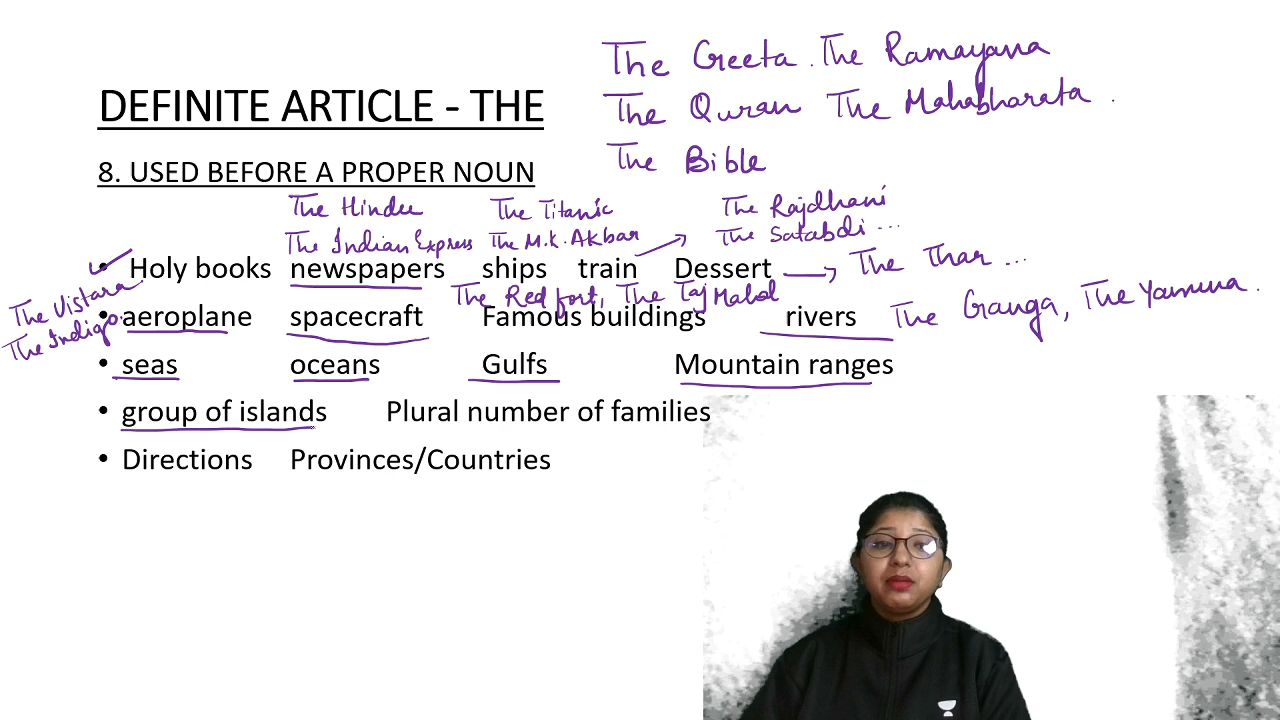 The Geeta. The Ramayana
DEFINITE ARTICLE - THE
The Quran The Mahabharata.
The Bible
8. USED BEFORE A PROPER NOUN
The Hindu The Titanic The Rajdhani
The Indian Express The M.K. Akbar The Satabdi ...
• Holy books newspapers ships train Dessert The Thar ...
The Vistara The Red fort, The Taj Mahal
• aeroplane spacecraft Famous buildings rivers The Ganga, The Yamuna.
The Indigo.
• seas oceans Gulfs Mountain ranges
• group of islands Plural number of families
• Directions Provinces/Countries